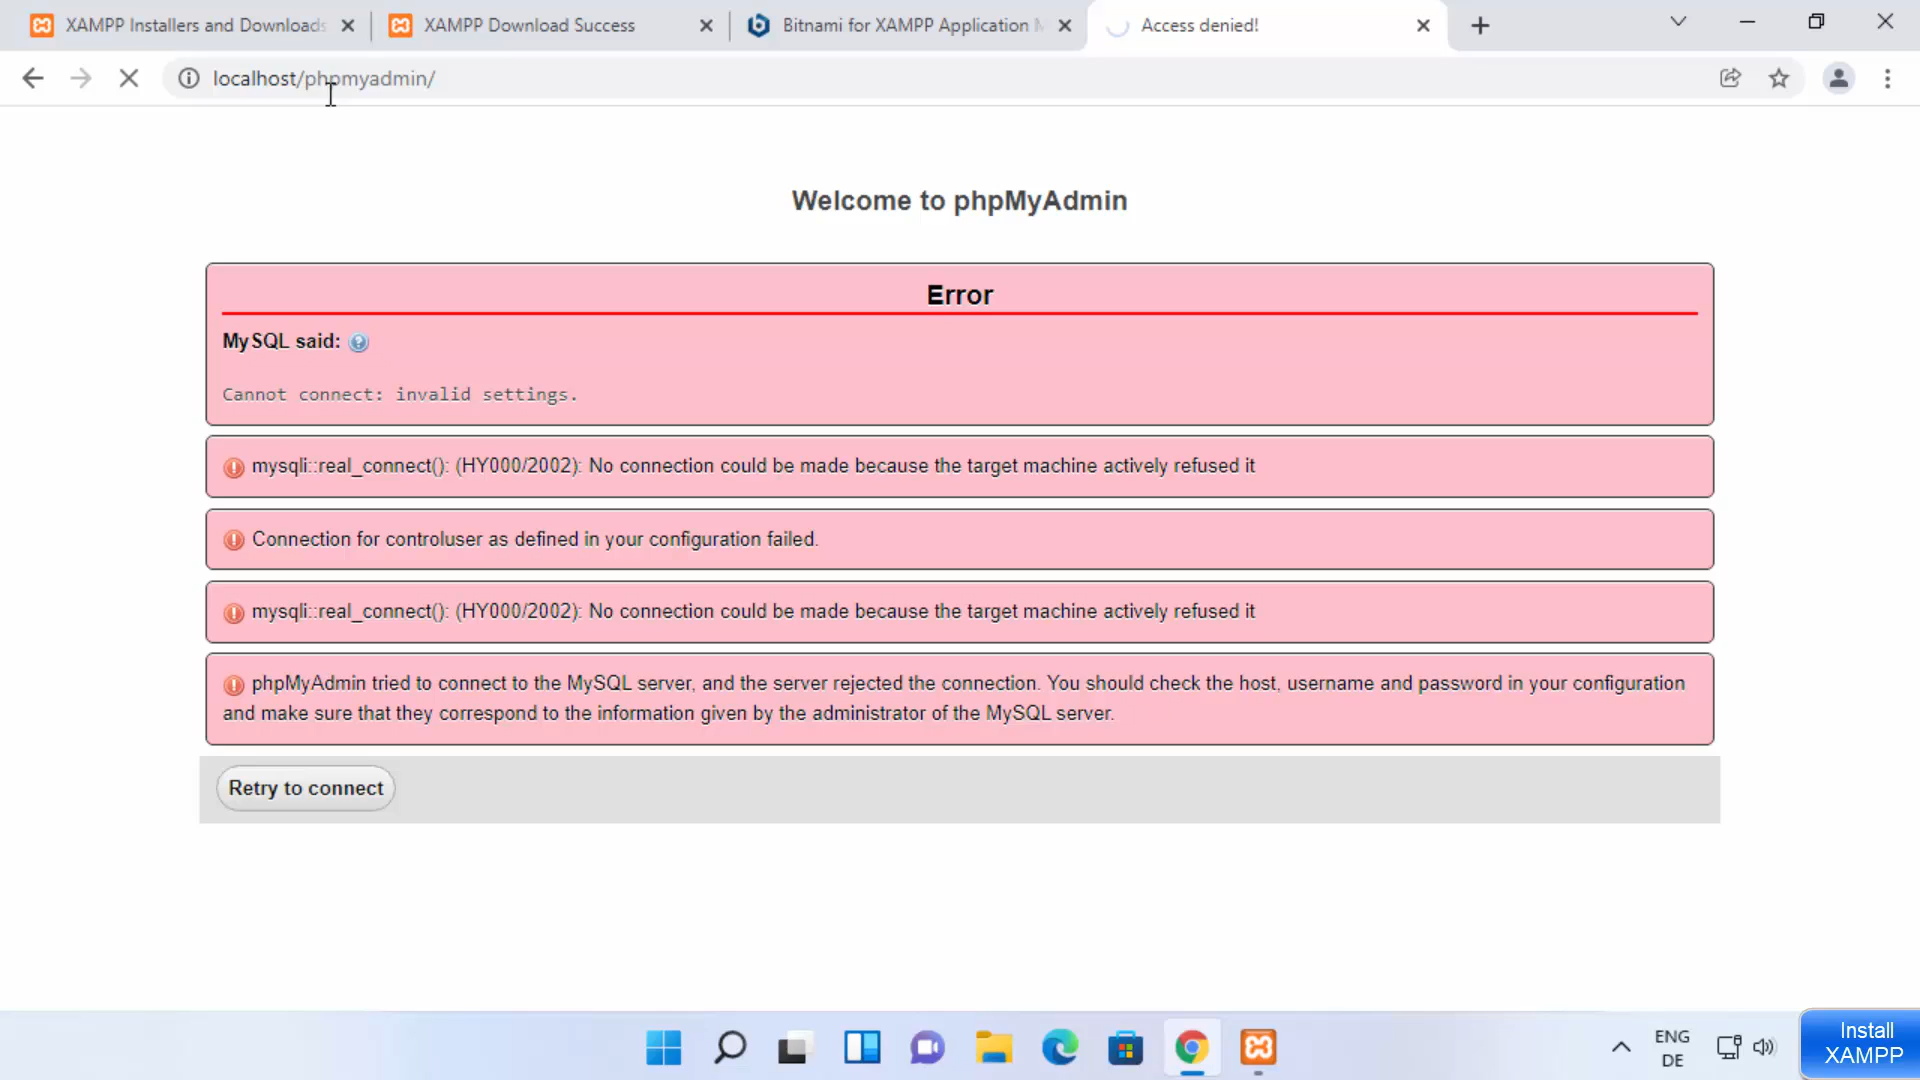 XAMPP Installers and Downloads
XAMPP Download Success
Bitnami for XAMPP Application
Access denied!
localhost/phpmyadmin/
Welcome to phpMyAdmin
Error
MySQL said:
Cannot connect: invalid settings.
mysqli::real_connect(): (HY000/2002): No connection could be made because the target machine actively refused it
Connection for controluser as defined in your configuration failed.
mysqli::real_connect(): (HY000/2002): No connection could be made because the target machine actively refused it
phpMyAdmin tried to connect to the MySQL server, and the server rejected the connection. You should check the host, username and password in your configuration
and make sure that they correspond to the information given by the administrator of the MySQL server.
Retry to connect
ENG
DE
Install
XAMPP